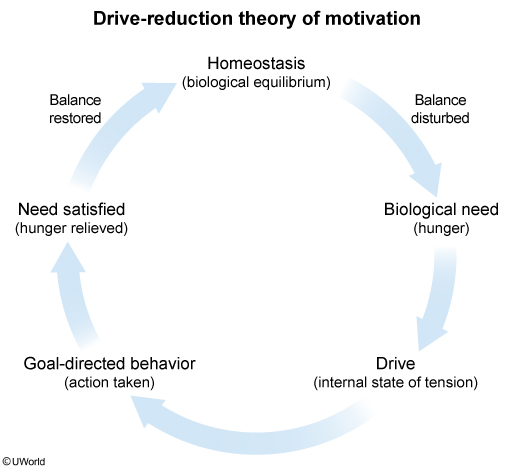 Drive-reduction theory of motivation
Homeostasis
(biological equilibrium)
Balance
disturbed
Biological need
(hunger)
Drive
(internal state of tension)
Goal-directed behavior
(action taken)
Need satisfied
(hunger relieved)
Balance
restored
©UWorld